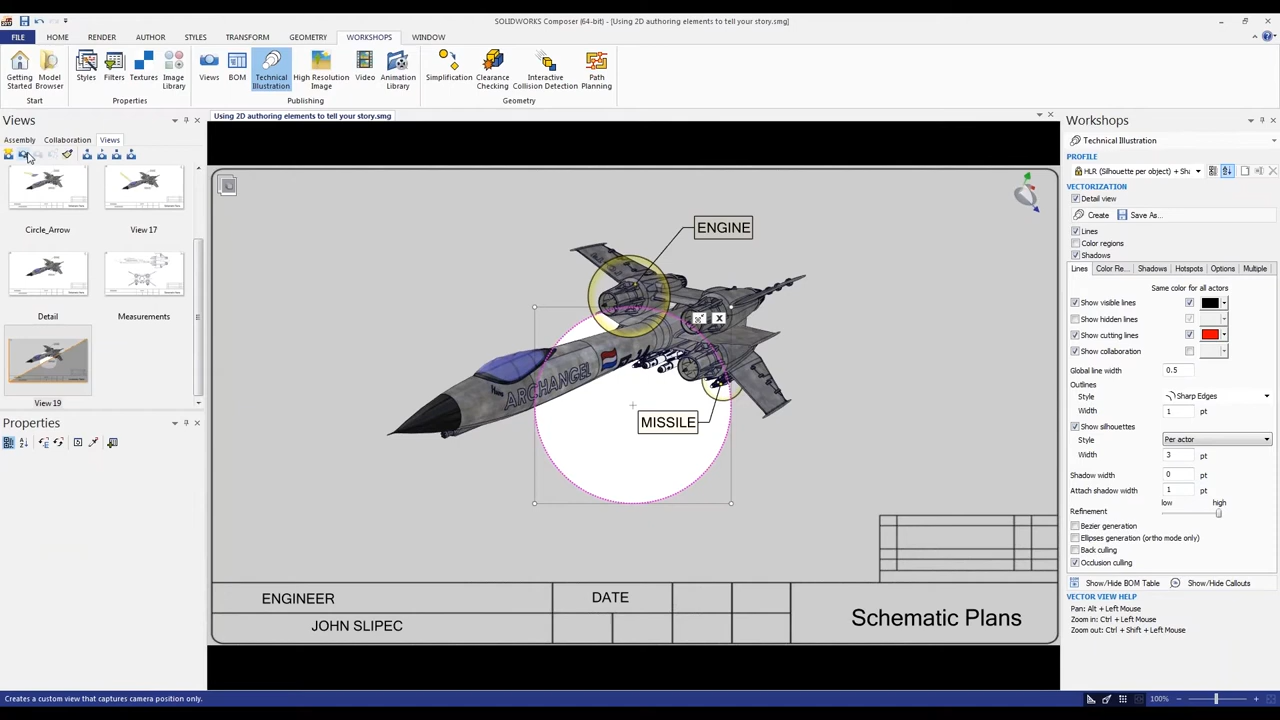 SOLIDWORKS Composer (64-bit) - [Using 2D authoring elements to tell your story.smg]
FILE HOME RENDER AUTHOR STYLES TRANSFORM GEOMETRY WORKSHOPS WINDOW
Getting Started Model Browser Styles Filters Textures Image Library Views BOM Technical Illustration High Resolution Image Video Animation Library Simplification Clearance Checking Interactive Collision Detection Path Planning
Start Properties Publishing Geometry
Views
Using 2D authoring elements to tell your story.smg
Assembly Collaboration Views
Circle_Arrow View 17
Detail Measurements
View 19
Properties
ENGINE
ARCHANGEL
MISSILE
ENGINEER
JOHN SLIPEC
DATE
Schematic Plans
Workshops
Technical Illustration
PROFILE
HLR (Silhouette per object) + Sha
VECTORIZATION
Detail view
Create Save As...
Lines
Color regions
Shadows
Lines Color Re... Shadows Hotspots Options Multiple
Same color for all actors
Show visible lines
Show hidden lines
Show cutting lines
Show collaboration
Global line width 0.5
Outlines
Style Sharp Edges
Width 1 pt
Show silhouettes
Style Per actor
Width 3 pt
Shadow width 0 pt
Attach shadow width 1 pt
low high
Refinement
Bezier generation
Ellipses generation (ortho mode only)
Back culling
Occlusion culling
Show/Hide BOM Table Show/Hide Callouts
VECTOR VIEW HELP
Pan: Alt + Left Mouse
Zoom in: Ctrl + Left Mouse
Zoom out: Ctrl + Shift + Left Mouse
Creates a custom view that captures camera position only.
100%